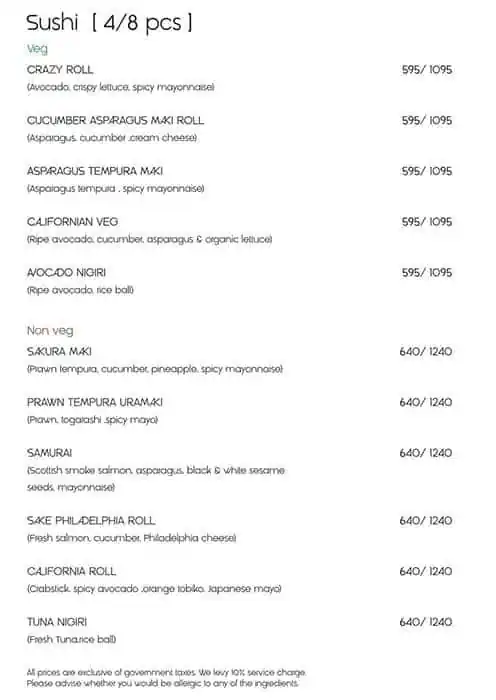 Sushi [ 4/8 pcs ]
Veg
CRAZY ROLL 595/ 1095
(Avocado, crispy lettuce, spicy mayonnaise)
CUCUMBER ASPARAGUS MAKI ROLL 595/ 1095
(Asparagus, cucumber ,cream cheese)
ASPARAGUS TEMPURA MAKI 595/ 1095
(Asparagus tempura , spicy mayonnaise)
CALIFORNIAN VEG 595/ 1095
(Ripe avocado, cucumber, asparagus & organic lettuce)
AVOCADO NIGIRI 595/ 1095
(Ripe avocado, rice ball)
Non veg
SAKURA MAKI 640/ 1240
(Prawn tempura, cucumber, pineapple, spicy mayonnaise)
PRAWN TEMPURA URAMAKI 640/ 1240
(Prawn, togarashi ,spicy mayo)
SAMURAI 640/ 1240
(Scottish smoke salmon, asparagus, black & white sesame
seeds, mayonnaise)
SAKE PHILADELPHIA ROLL 640/ 1240
(Fresh salmon, cucumber, Philadelphia cheese)
CALIFORNIA ROLL 640/ 1240
(Crabstick, spicy avocado ,orange tobiko, Japanese mayo)
TUNA NIGIRI 640/ 1240
(Fresh Tuna,rice ball)
All prices are exclusive of government taxes. We levy 10% service charge.
Please advise whether you would be allergic to any of the ingredients.